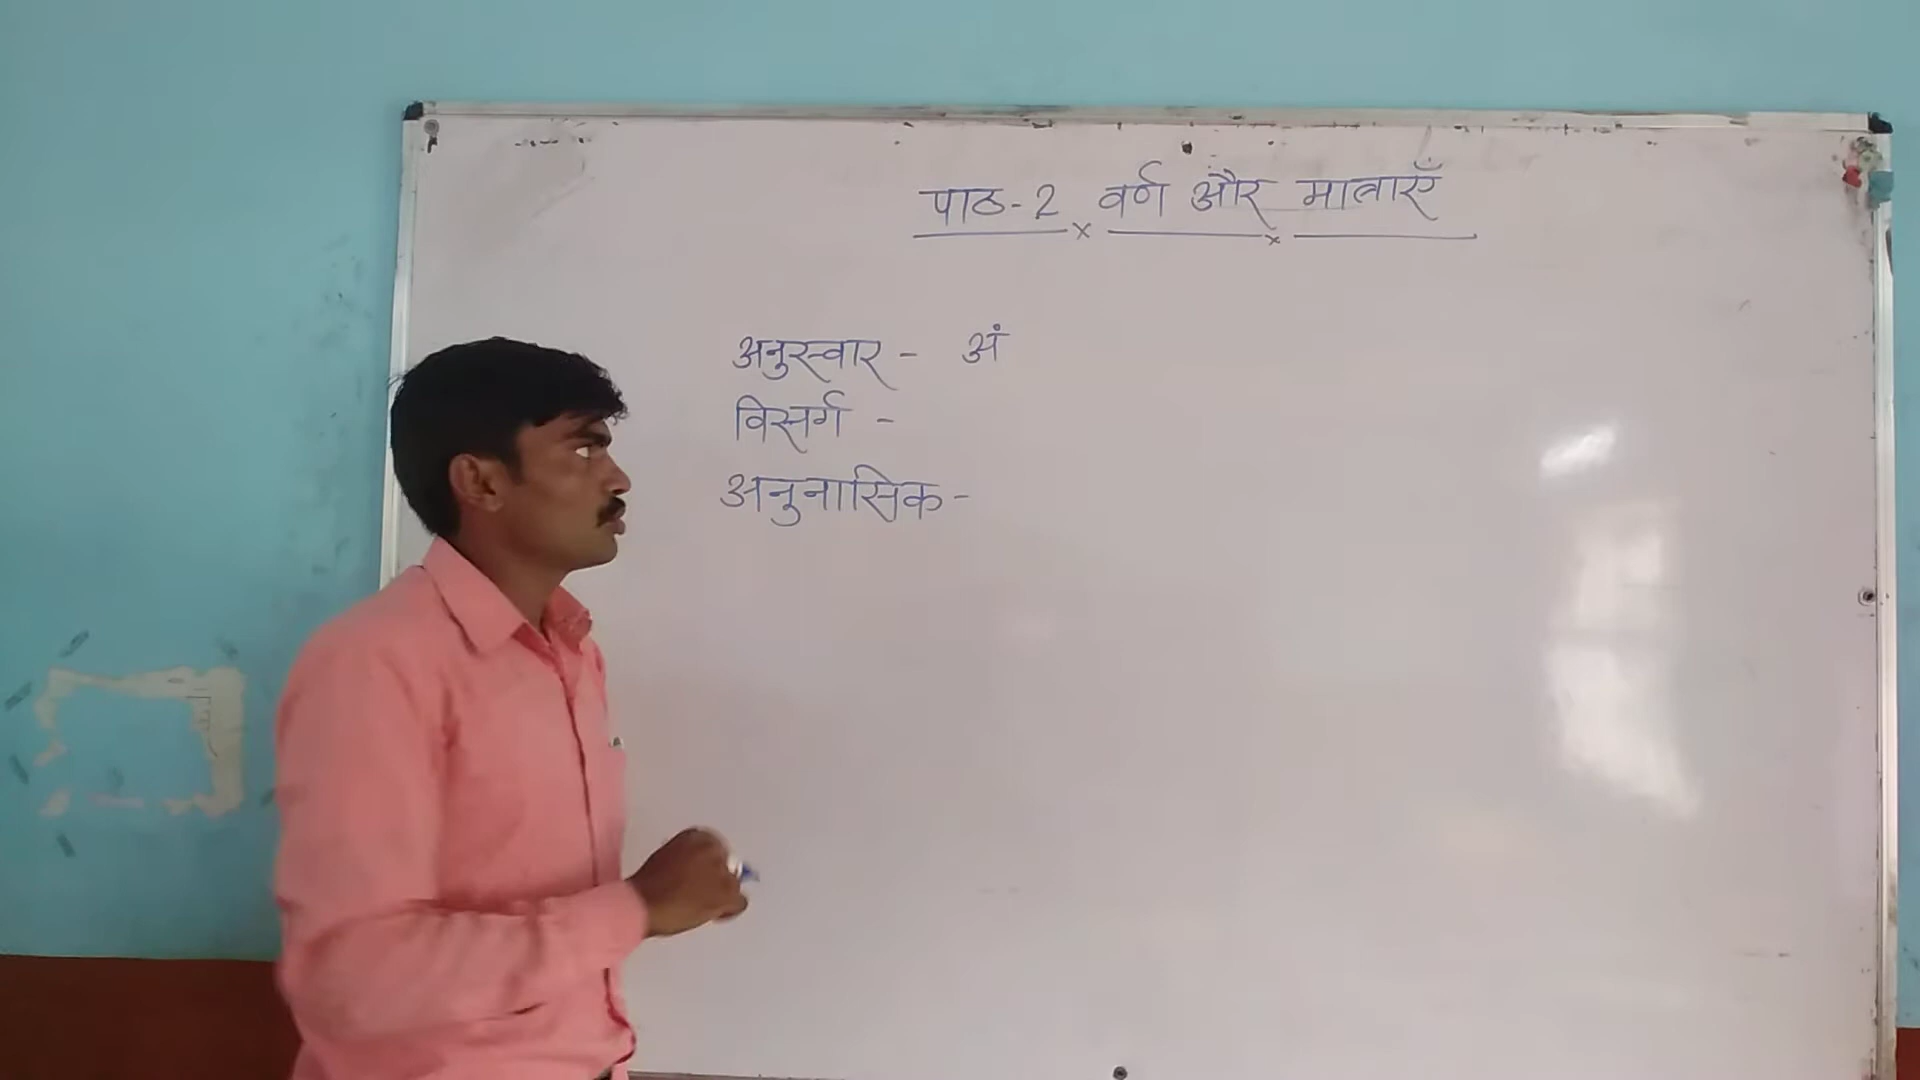 पाठ-2 वर्ण और मात्राएँ
अनुस्वार - अं
विसर्ग -
अनुनासिक -